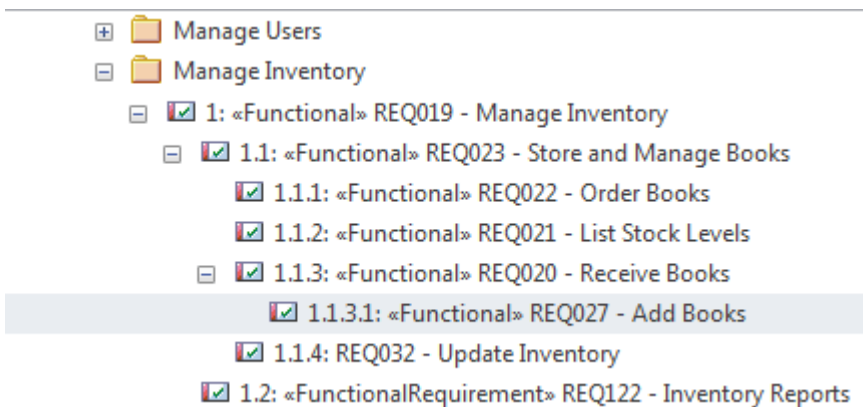 Manage Users
Manage Inventory
1: «Functional» REQ019 - Manage Inventory
1.1: «Functional» REQ023 - Store and Manage Books
1.1.1: «Functional» REQ022 - Order Books
1.1.2: «Functional» REQ021 - List Stock Levels
1.1.3: «Functional» REQ020 - Receive Books
1.1.3.1: «Functional» REQ027 - Add Books
1.1.4: REQ032 - Update Inventory
1.2: «FunctionalRequirement» REQ122 - Inventory Reports